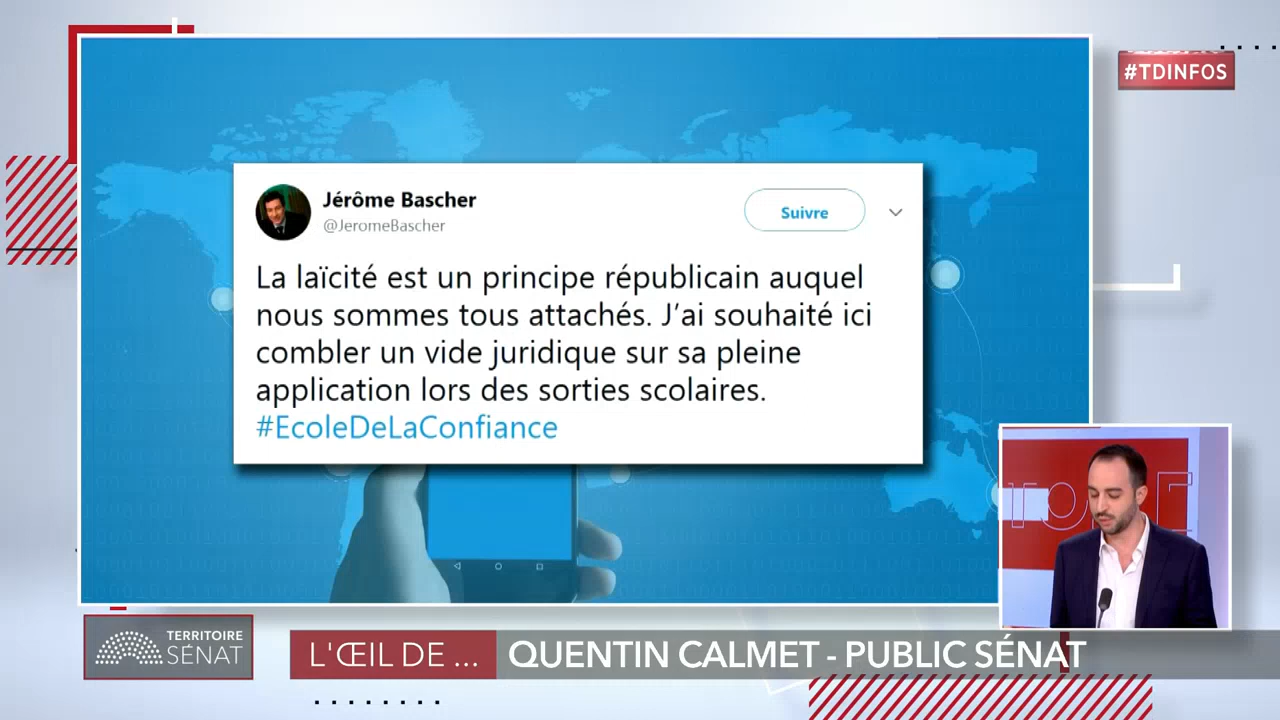 #TDINFOS
Jérôme Bascher
@JeromeBascher
Suivre
La laïcité est un principe républicain auquel
nous sommes tous attachés. J’ai souhaité ici
combler un vide juridique sur sa pleine
application lors des sorties scolaires.
#EcoleDeLaConfiance
TERRITOIRE
SÉNAT
L'ŒIL DE ...
QUENTIN CALMET - PUBLIC SÉNAT